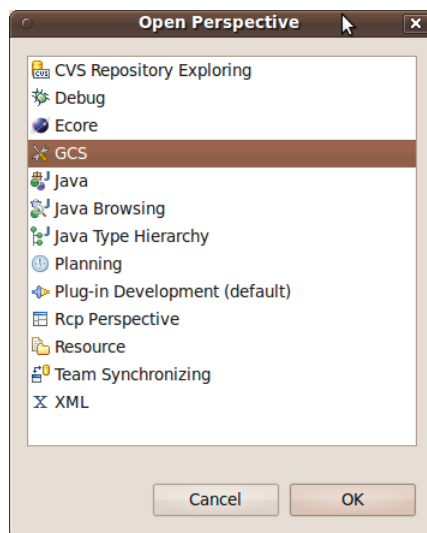 Open Perspective
CVS Repository Exploring
Debug
Ecore
GCS
Java
Java Browsing
Java Type Hierarchy
Planning
Plug-in Development (default)
Rcp Perspective
Resource
Team Synchronizing
X XML
Cancel OK